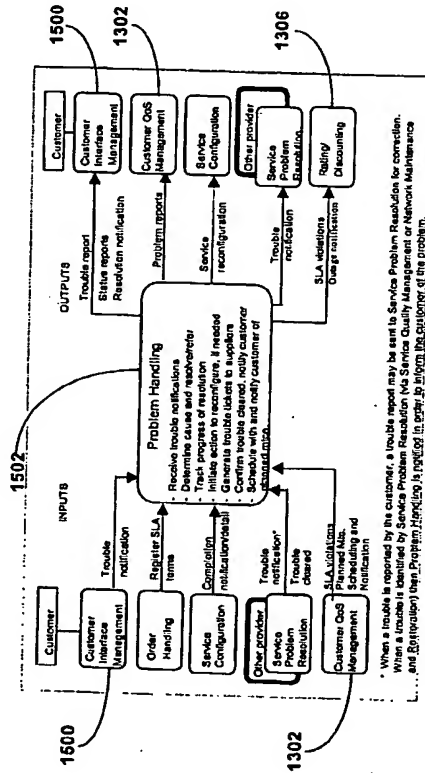 1502
INPUTS
OUTPUTS
1500
Customer
Customer
Interface
Management
Trouble
notification
Order
Handling
Register SLA
terms
Service
Configuration
Completion
notification/detail
Other provider
Service
Problem
Resolution
Trouble
notification*
Trouble
cleared
1302
Customer QoS
Management
SLA violations
Planned Mtc.
Scheduling and
Notification
Problem Handling
- Receive trouble notifications
- Determine cause and resolve/refer
- Track progress of resolution
- Initiate action to reconfigure, if needed
- Generate trouble tickets to suppliers
- Confirm trouble cleared, notify customer
- Schedule with and notify customer of
1500
Customer
Customer
Interface
Management
Trouble report
Status reports
Resolution notification
1302
Customer QoS
Management
Problem reports
Service
Configuration
Service
reconfiguration
Other provider
Service
Problem
Resolution
Trouble
notification
1306
Rating/
Discounting
SLA violations
Outage notification
* When a trouble is reported by the customer, a trouble report may be sent to Service Problem Resolution for correction.
When a trouble is identified by Service Problem Resolution (via Service Quality Management or Network Maintenance
and Restoration) then Problem Handling is notified in order to inform the customer of the problem.